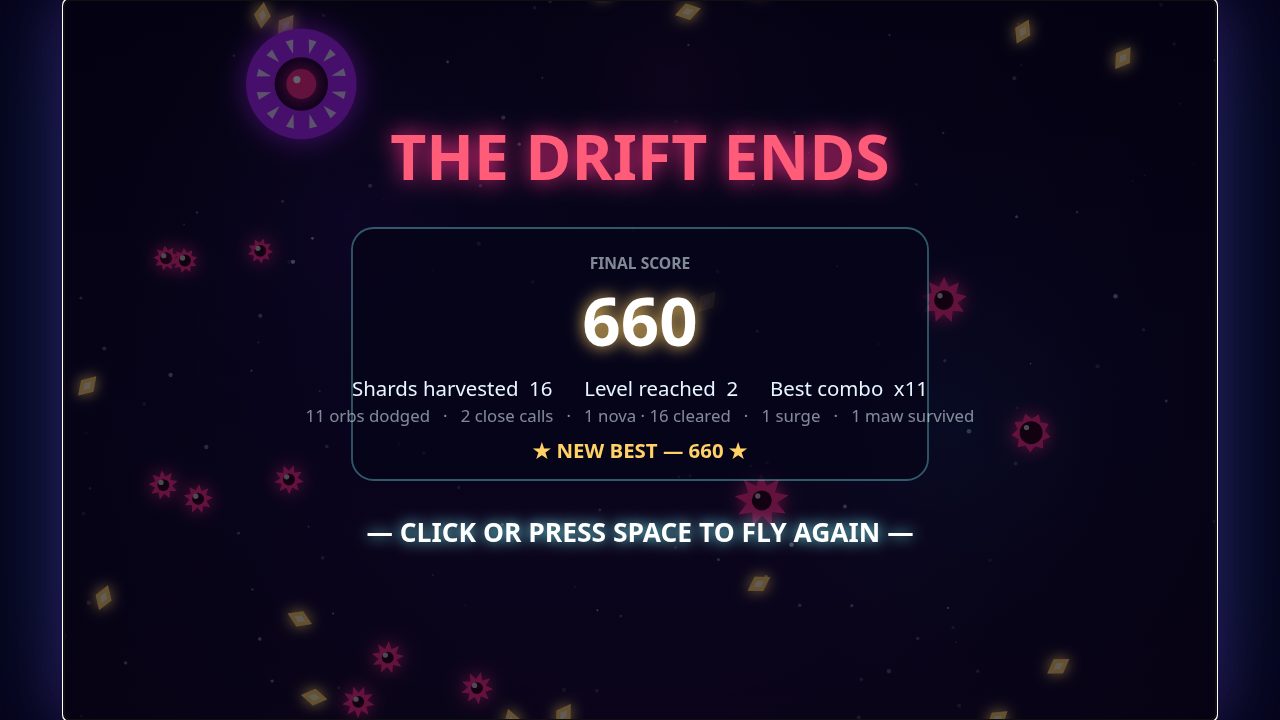 THE DRIFT ENDS
FINAL SCORE
660
Shards harvested 16 Level reached 2 Best combo x11
11 orbs dodged · 2 close calls · 1 nova · 16 cleared · 1 surge · 1 maw survived
★ NEW BEST — 660 ★
— CLICK OR PRESS SPACE TO FLY AGAIN —